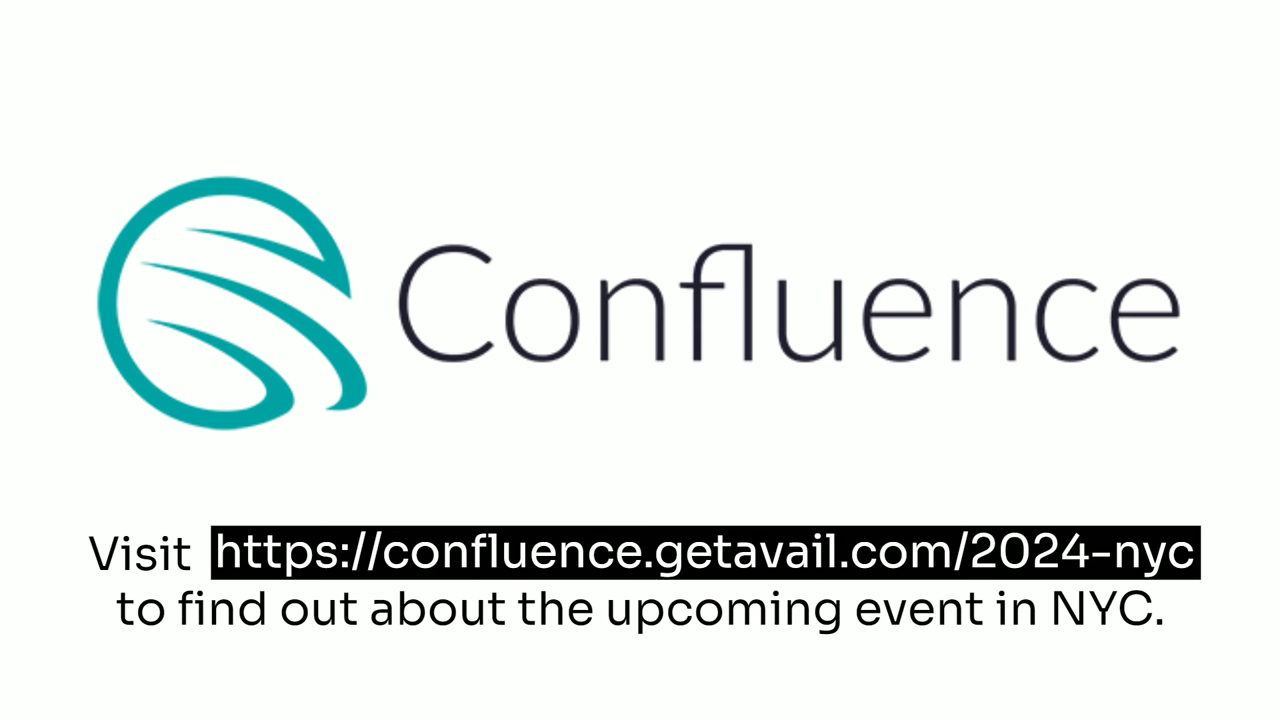 Confluence
Visit https://confluence.getavail.com/2024-nyc
to find out about the upcoming event in NYC.